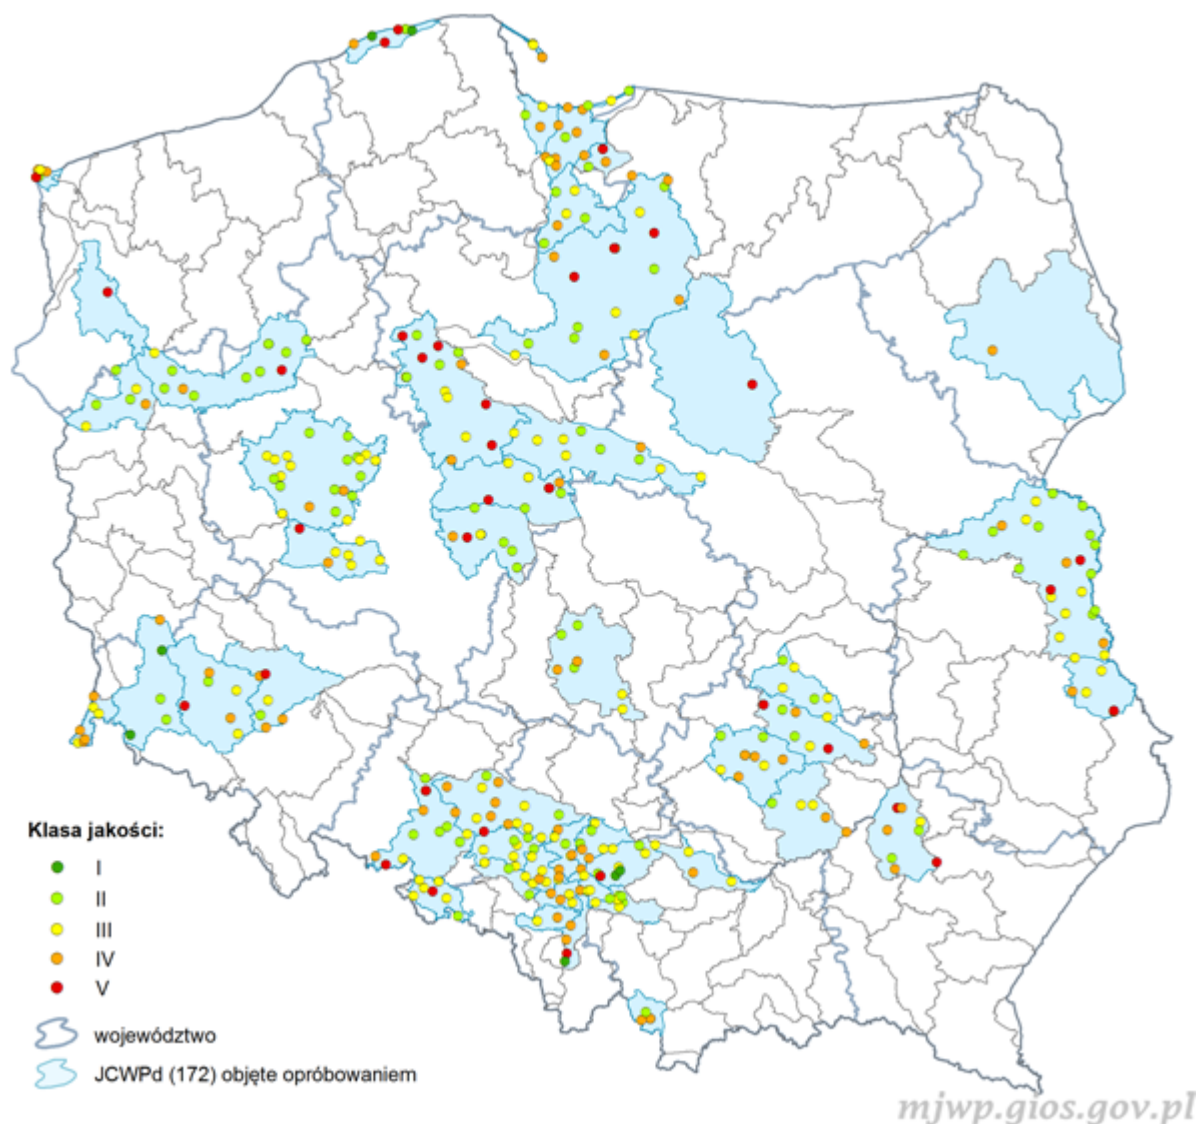 Klasa jakości:
I
II
III
IV
V
województwo
JCWPd (172) objęte opróbowaniem
mjwp.gios.gov.pl